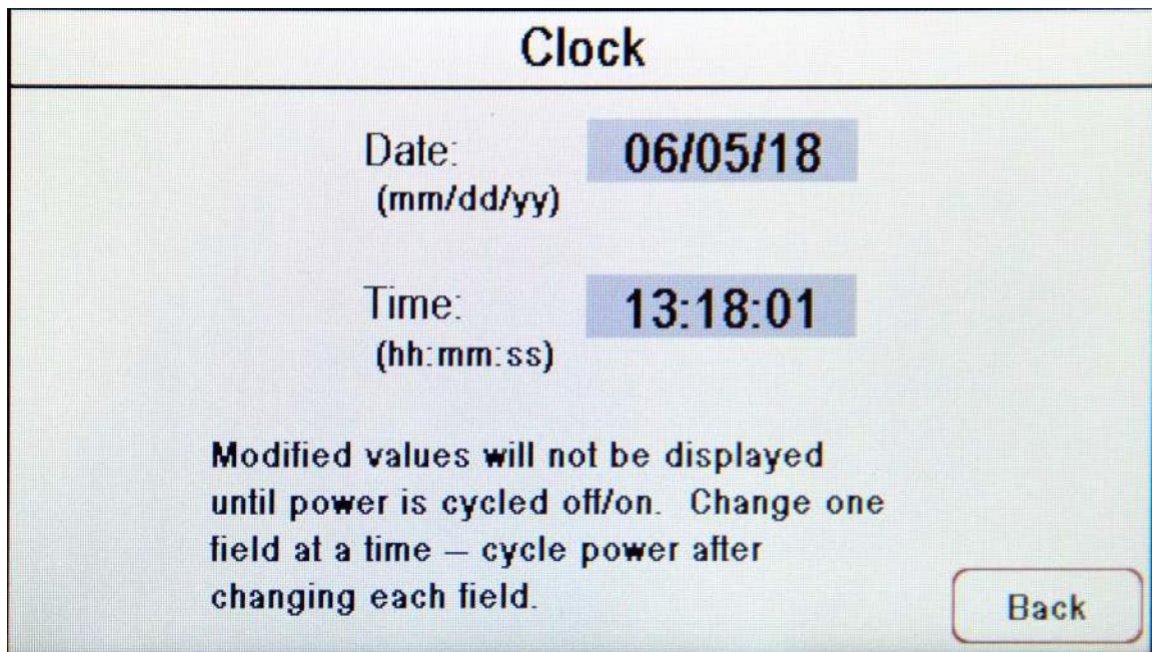 Clock
Date: 06/05/18
(mm/dd/yy)
Time: 13:18:01
(hh:mm:ss)
Modified values will not be displayed
until power is cycled off/on. Change one
field at a time – cycle power after
changing each field.
Back